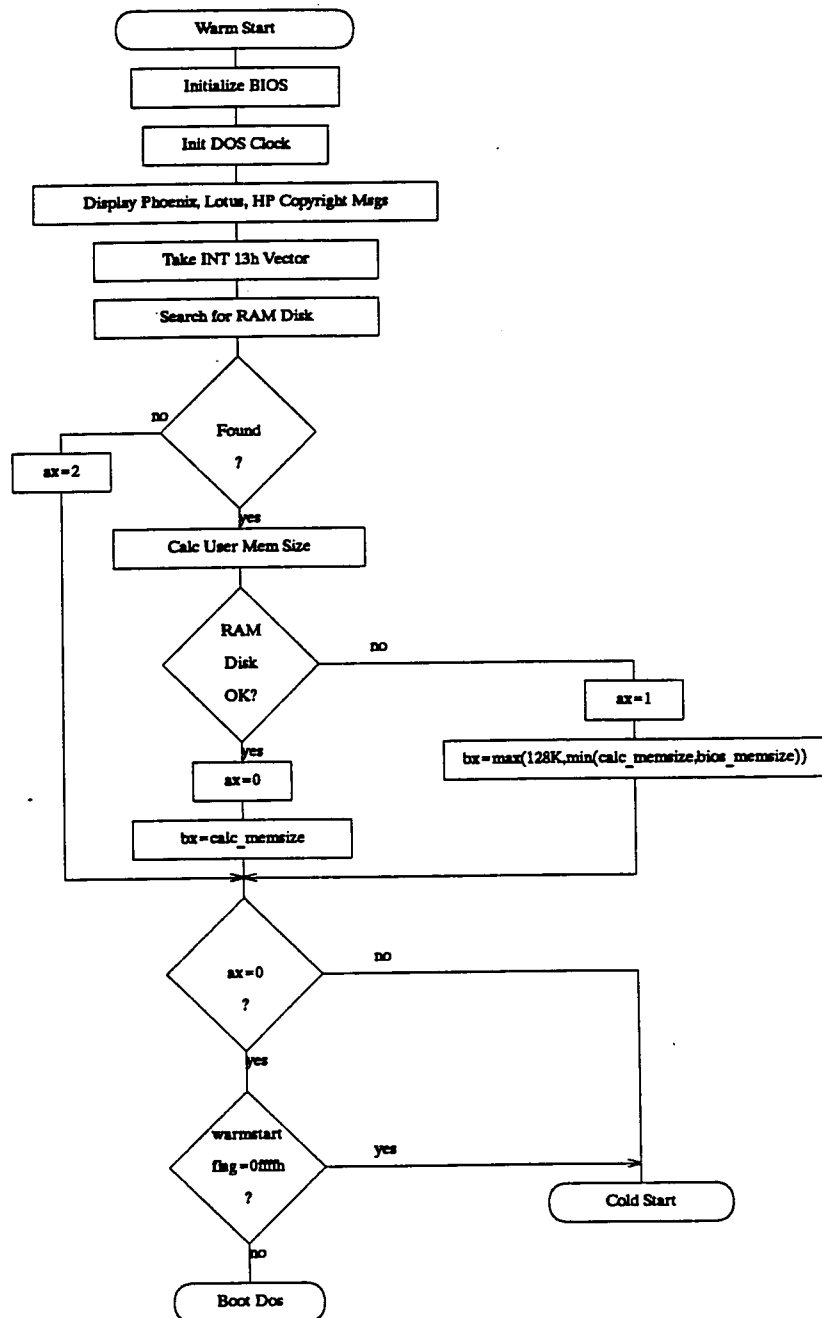 Warm Start
Initialize BIOS
Init DOS Clock
Display Phoenix, Lotus, HP Copyright Msgs
Take INT 13h Vector
Search for RAM Disk
no
Found
?
ax=2
yes
Calc User Mem Size
RAM
Disk
OK?
no
ax=1
bx=max(128K,min(calc_memsize,bios_memsize))
yes
ax=0
bx=calc_memsize
ax=0
?
no
yes
warmstart
flag=0ffffh
?
yes
Cold Start
no
Boot Dos